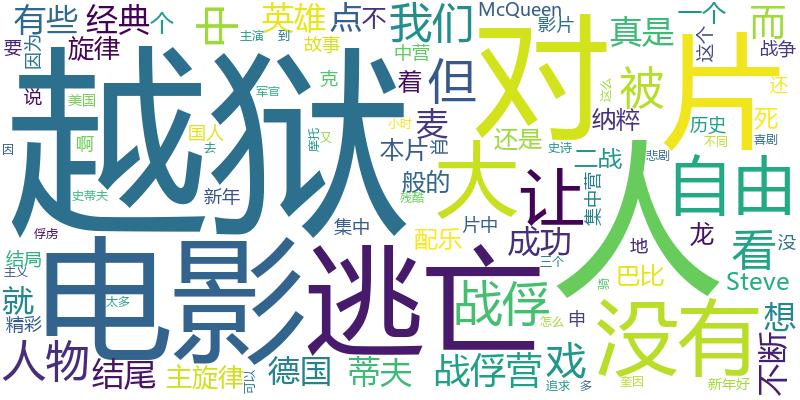 有些 经典 个 廿 英雄 点 不 我们 McQueen 影片 一个 而
要 因为 旋律 主演 到 故事 中营 真是 这个 战争
说 美国 啊 国人 军官 克 着 但 对 被 片 还
越狱 小时 麦 还是 纳粹 历史 死 喜剧
因 去 摩托 又 本片 二战 不同
史蒂夫 新年 残酷 般的 大 让 史诗 悲剧 集中营 人 自由
俘虏 集中 配乐 片中 成功 地 龙 看 没
结局 主义 电影 逃亡 三个 巴比 Steve
就 太多 战俘 骑 没有 想
精彩 怎么 申 不断
人物 结尾 主旋律 可以 德国 蒂夫 战俘营 戏 追求 多 奎因 新年好
这么